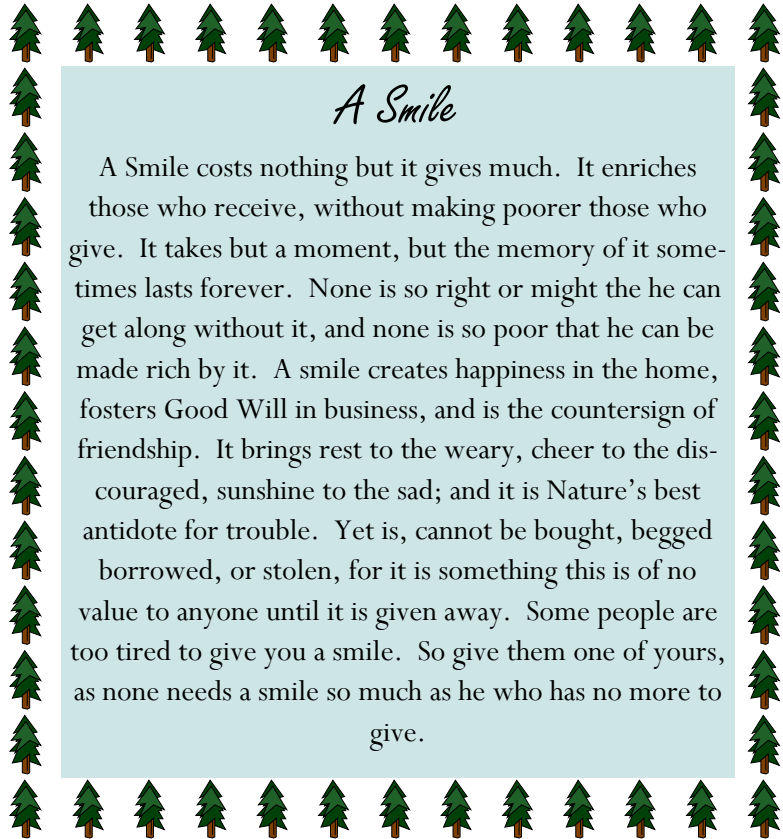 A Smile
A Smile costs nothing but it gives much.  It enriches
those who receive, without making poorer those who
give.  It takes but a moment, but the memory of it some-
times lasts forever.  None is so right or might the he can
get along without it, and none is so poor that he can be
made rich by it.  A smile creates happiness in the home,
fosters Good Will in business, and is the countersign of
friendship.  It brings rest to the weary, cheer to the dis-
couraged, sunshine to the sad; and it is Nature’s best
antidote for trouble.  Yet is, cannot be bought, begged
borrowed, or stolen, for it is something this is of no
value to anyone until it is given away.  Some people are
too tired to give you a smile.  So give them one of yours,
as none needs a smile so much as he who has no more to
give.